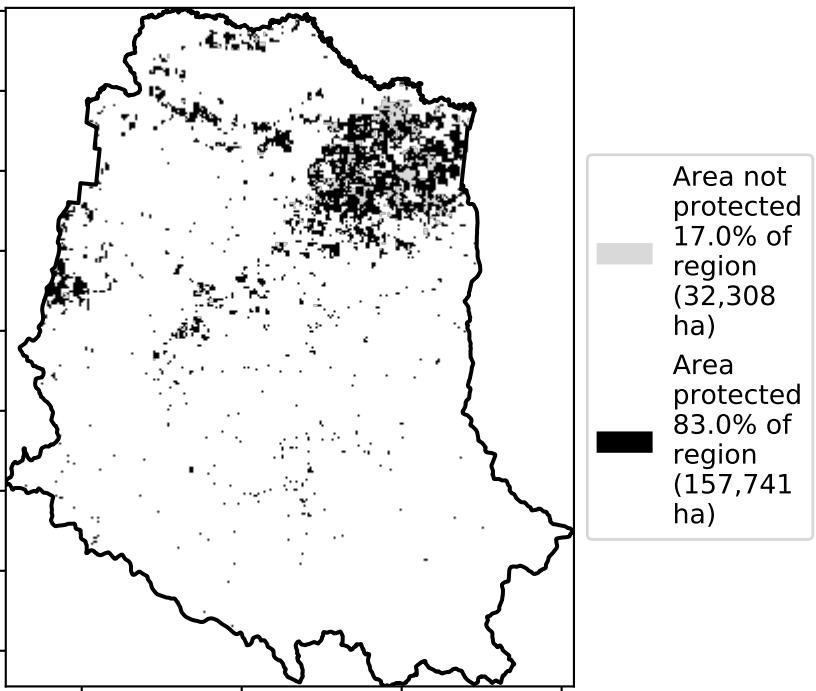 Area not
protected
17.0% of
region
(32,308
ha)
Area
protected
83.0% of
region
(157,741
ha)